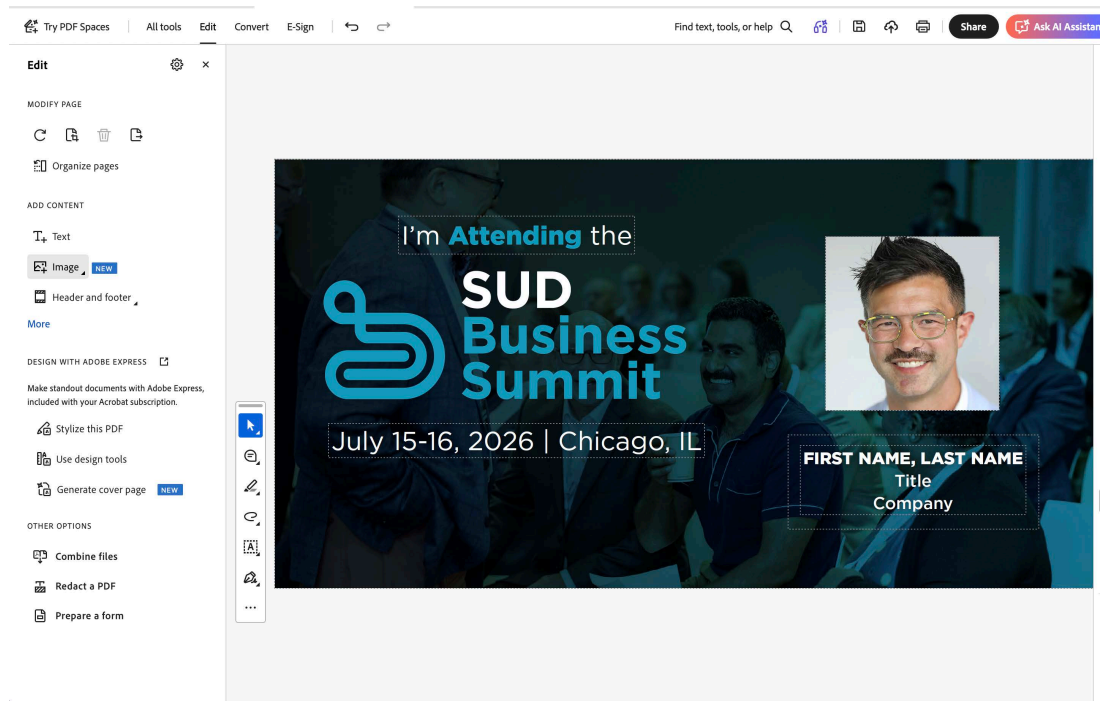 Try PDF Spaces
All tools
Edit
Convert
E-Sign
Find text, tools, or help
Share
Ask AI Assistan
Edit
MODIFY PAGE
Organize pages
ADD CONTENT
Text
Image NEW
Header and footer
More
DESIGN WITH ADOBE EXPRESS
Make standout documents with Adobe Express,
included with your Acrobat subscription.
Stylize this PDF
Use design tools
Generate cover page NEW
OTHER OPTIONS
Combine files
Redact a PDF
Prepare a form
I'm Attending the
SUD
Business
Summit
July 15-16, 2026 | Chicago, IL
FIRST NAME, LAST NAME
Title
Company